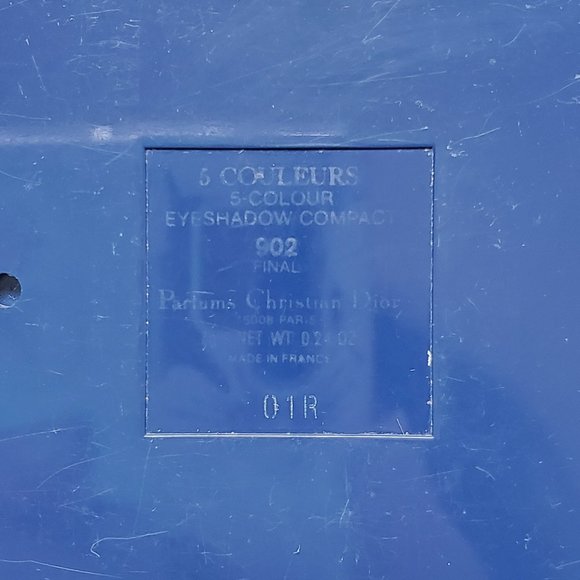 5 COULEURS
5-COLOUR
EYESHADOW COMPACT
902
FINAL
Parfums Christian Dior
75008 PARIS
NET WT 0.24 OZ
MADE IN FRANCE
01R